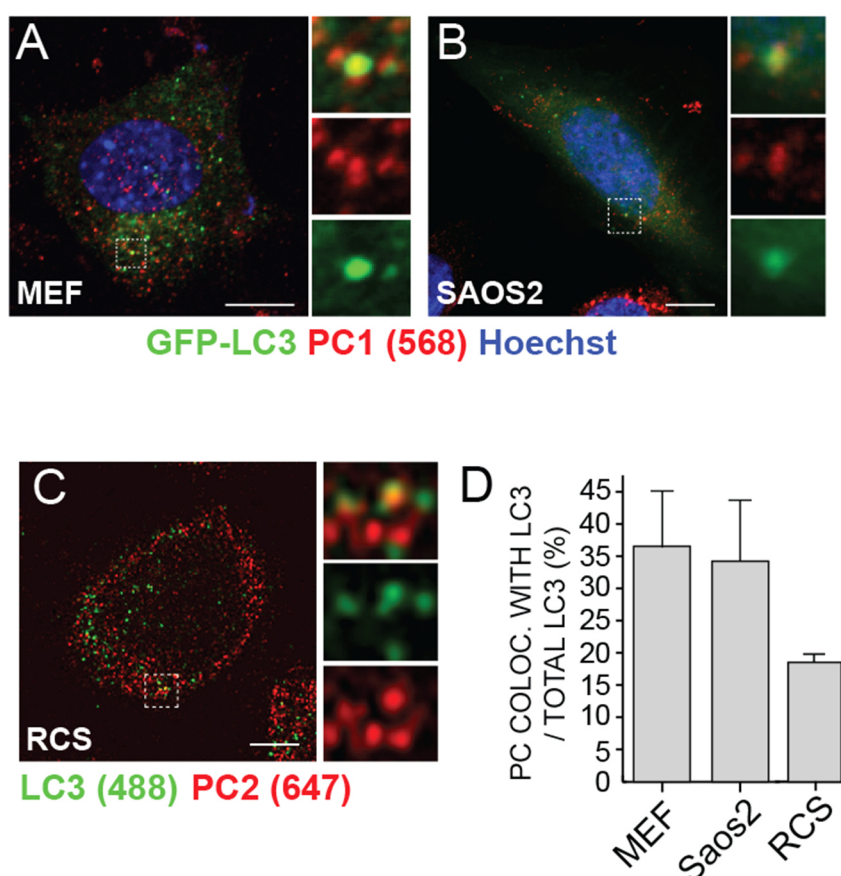 A
MEF
B
SAOS2
GFP-LC3 PC1 (568) Hoechst
C
RCS
LC3 (488) PC2 (647)
D
PC COLOC. WITH LC3
/ TOTAL LC3 (%)
45
40
35
30
25
20
15
10
5
0
MEF
Saos2
RCS